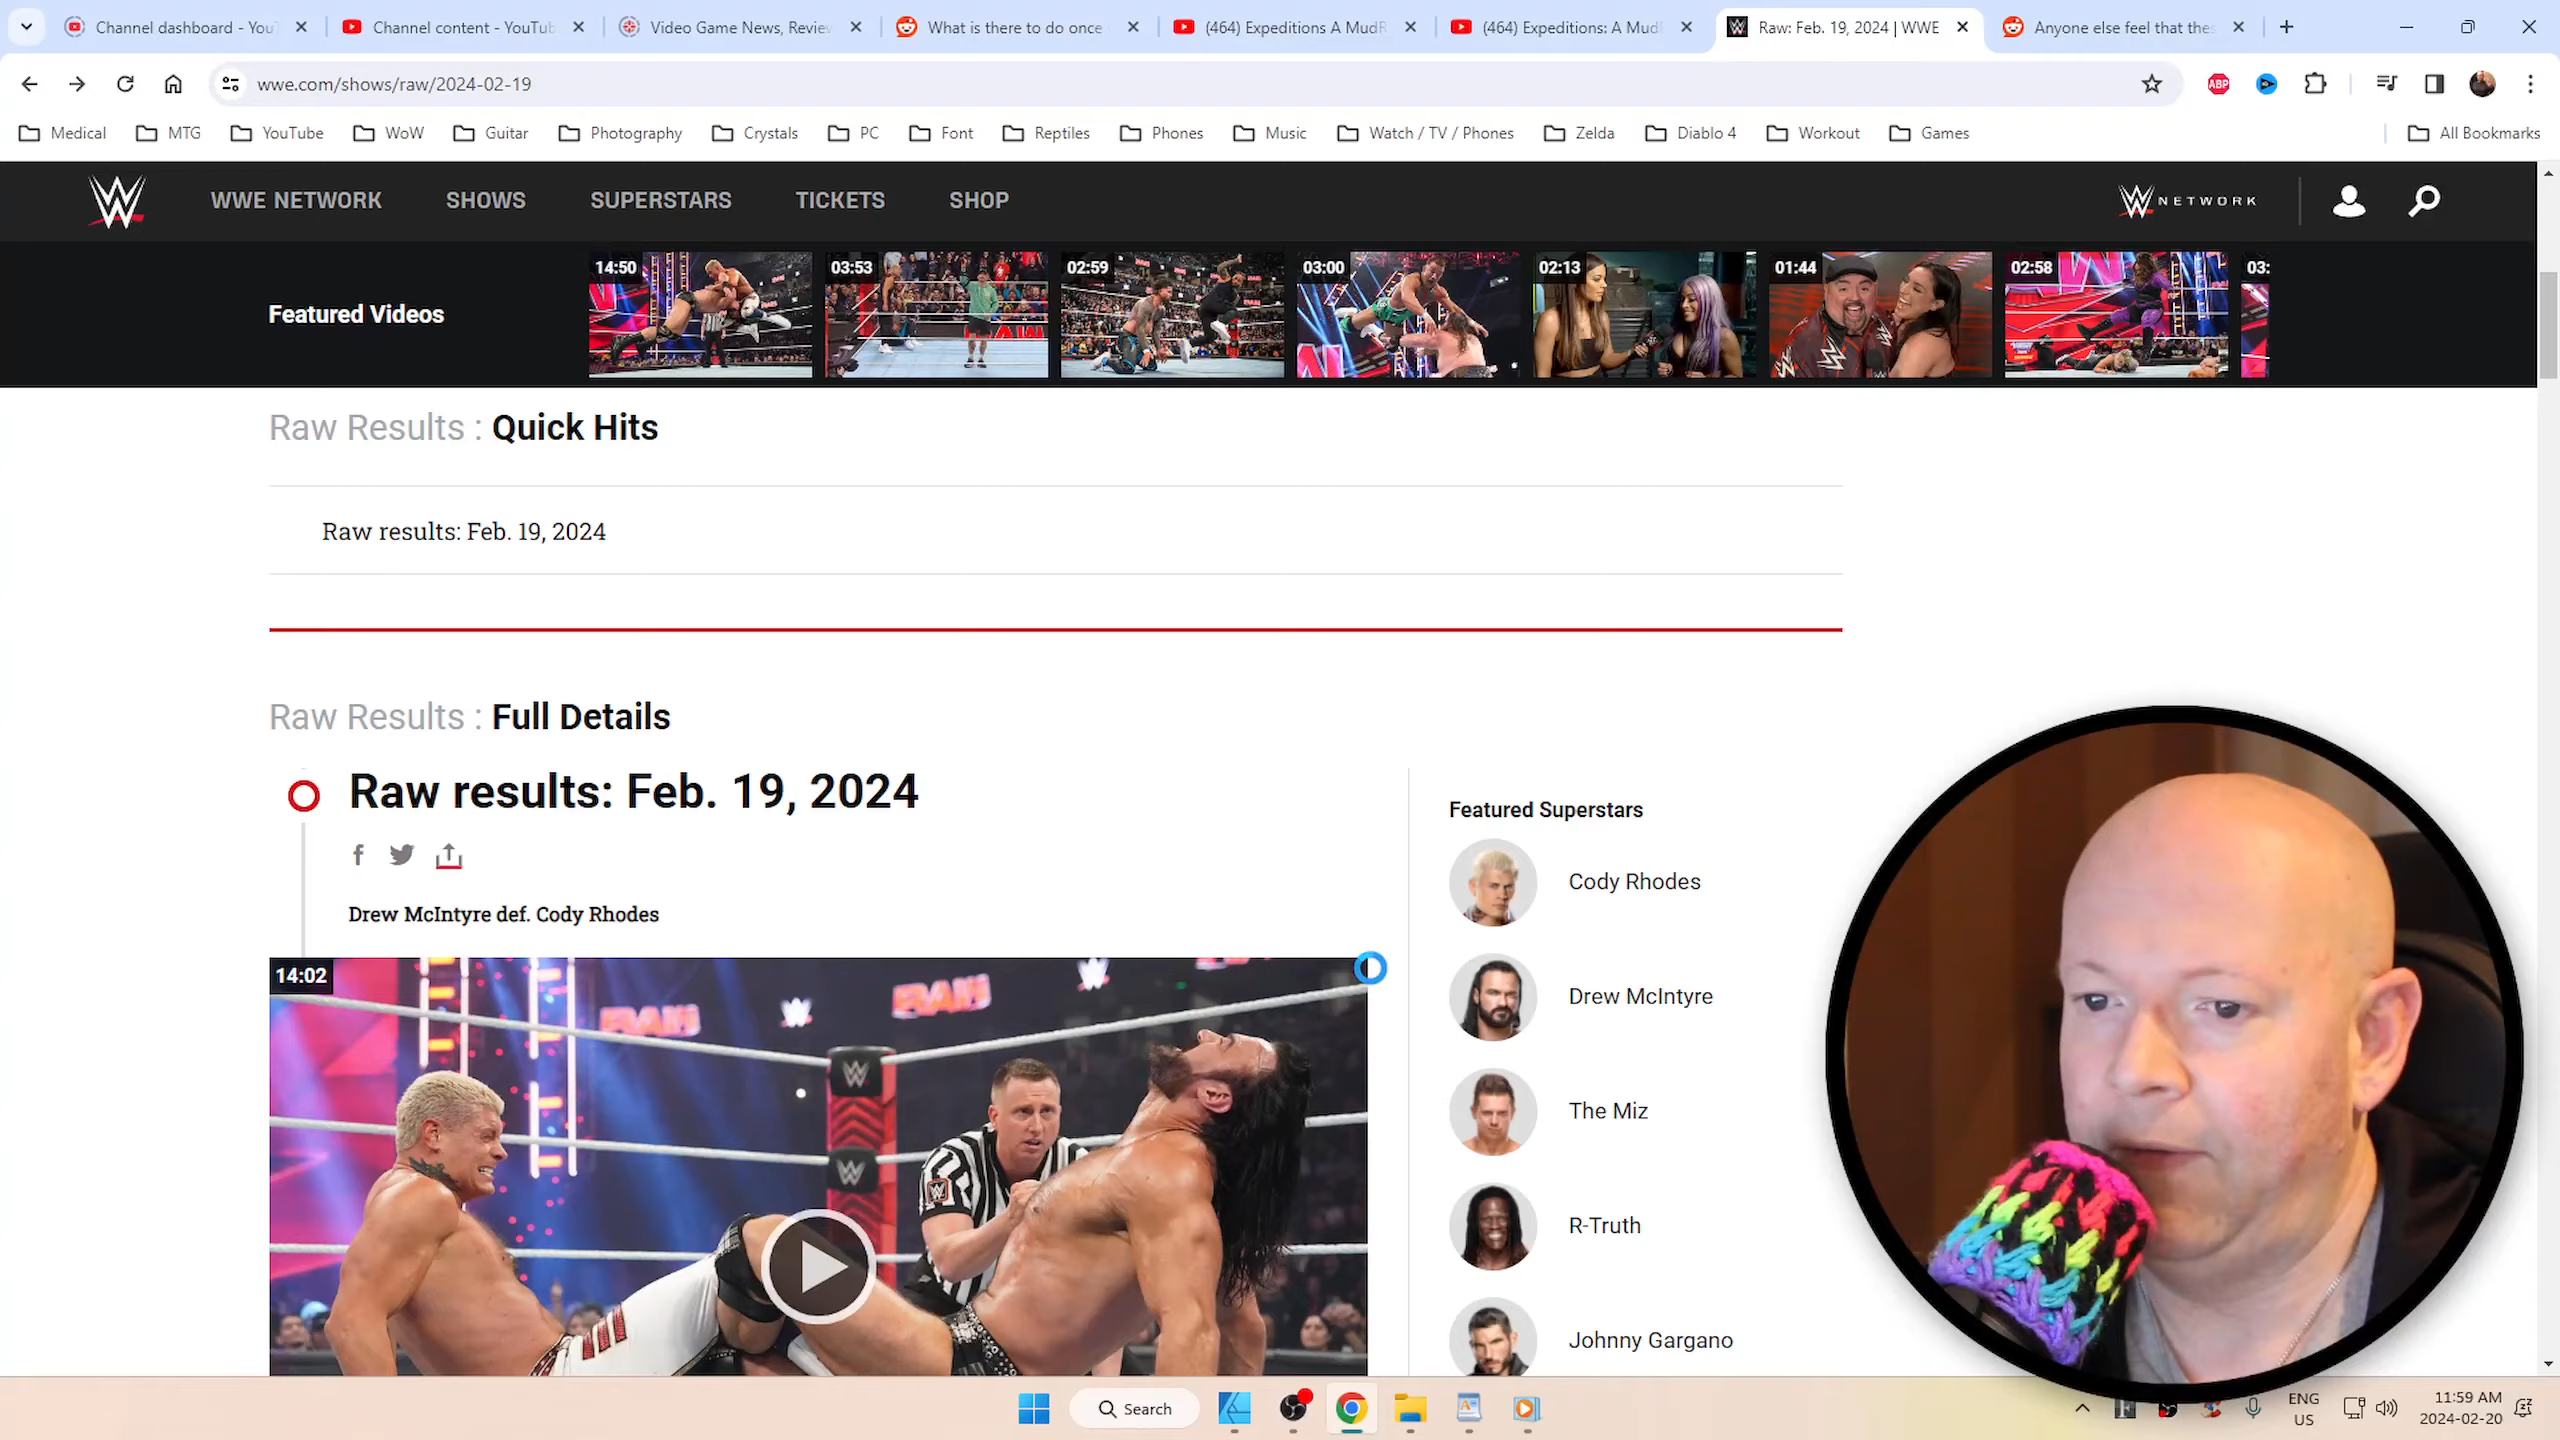 Channel dashboard - You
Channel content - YouTub
Video Game News, Review
What is there to do once
(464) Expeditions A MudR
(464) Expeditions: A Mud
Raw: Feb. 19, 2024 | WWE
Anyone else feel that thes
wwe.com/shows/raw/2024-02-19
ABP
Medical
MTG
YouTube
WoW
Guitar
Photography
Crystals
PC
Font
Reptiles
Phones
Music
Watch / TV / Phones
Zelda
Diablo 4
Workout
Games
All Bookmarks
WWE NETWORK
SHOWS
SUPERSTARS
TICKETS
SHOP
NETWORK
Featured Videos
14:50
03:53
02:59
03:00
02:13
01:44
02:58
03:
Raw Results : Quick Hits
Raw results: Feb. 19, 2024
Raw Results : Full Details
Raw results: Feb. 19, 2024
Drew McIntyre def. Cody Rhodes
14:02
RAW
RAW
Featured Superstars
Cody Rhodes
Drew McIntyre
The Miz
R-Truth
Johnny Gargano
Search
ENG
US
11:59 AM
2024-02-20